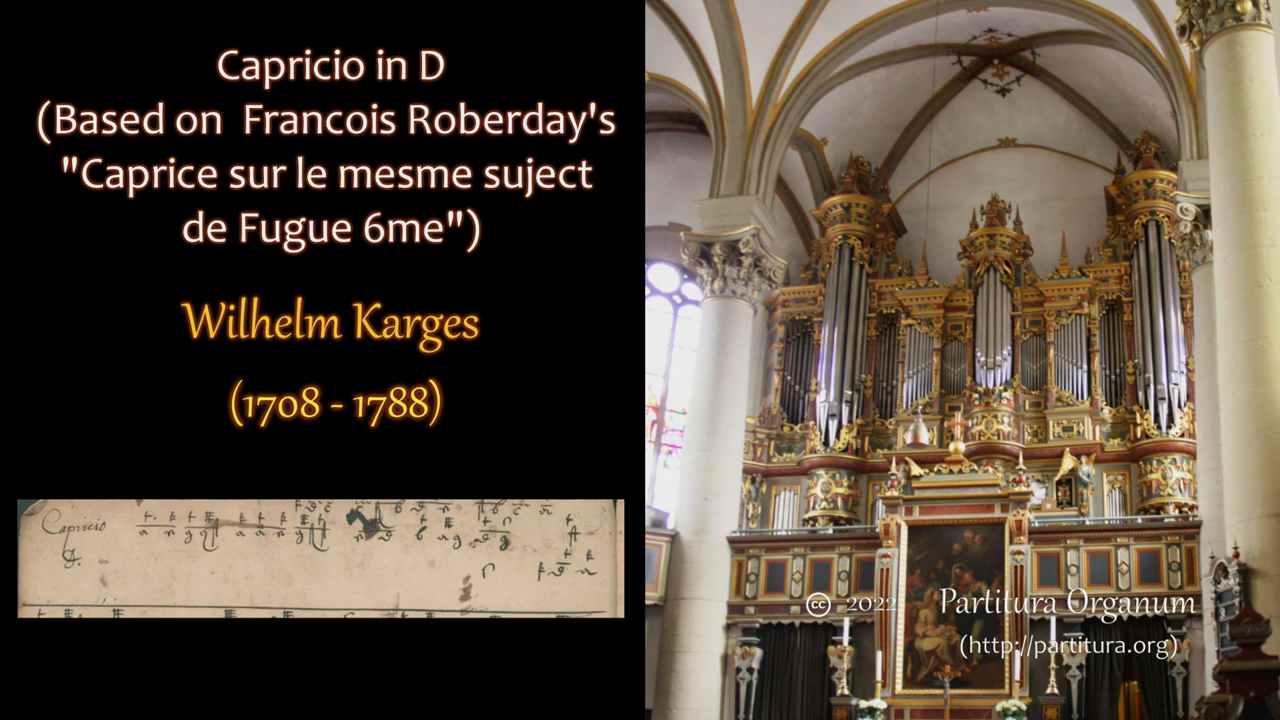 Capricio in D
(Based on Francois Roberday's
"Caprice sur le mesme suject
de Fugue 6me")
Wilhelm Karges
(1708 - 1788)
Capricio
D.
cc 2022 Partitura Organum
(http://partitura.org)